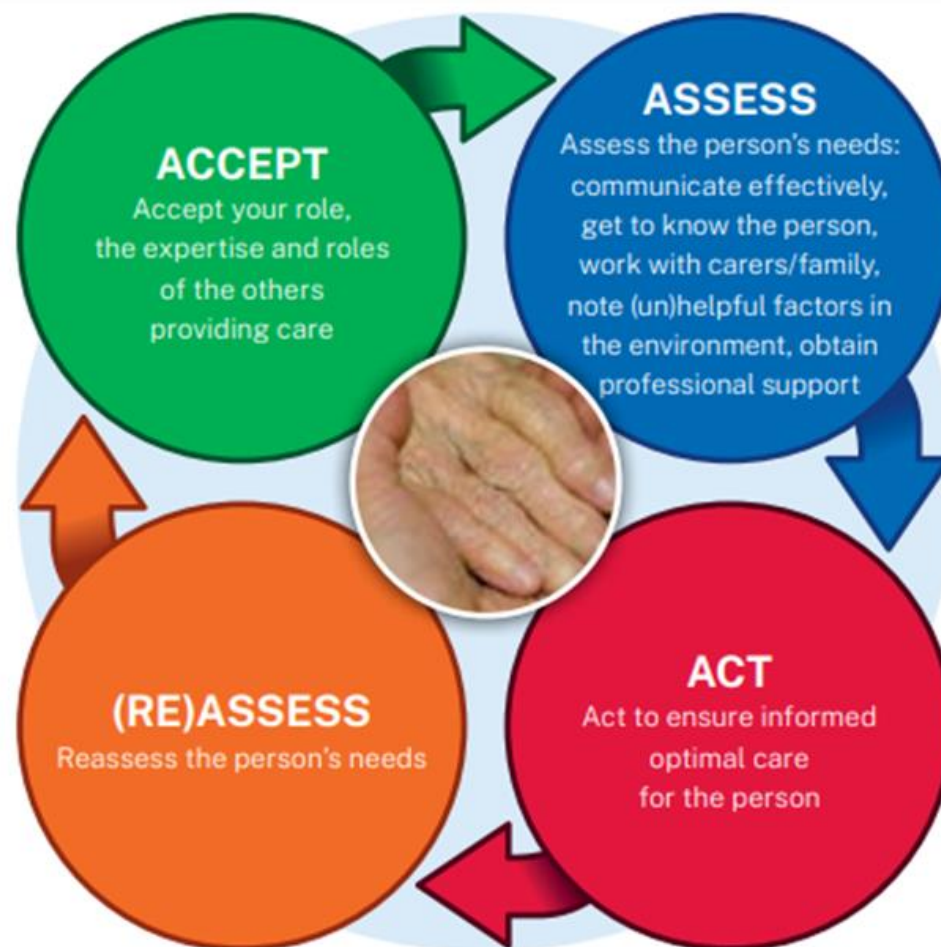 ACCEPT
Accept your role,
the expertise and roles
of the others
providing care
ASSESS
Assess the person's needs:
communicate effectively,
get to know the person,
work with carers/family,
note (un)helpful factors in
the environment, obtain
professional support
ACT
Act to ensure informed
optimal care
for the person
(RE)ASSESS
Reassess the person's needs